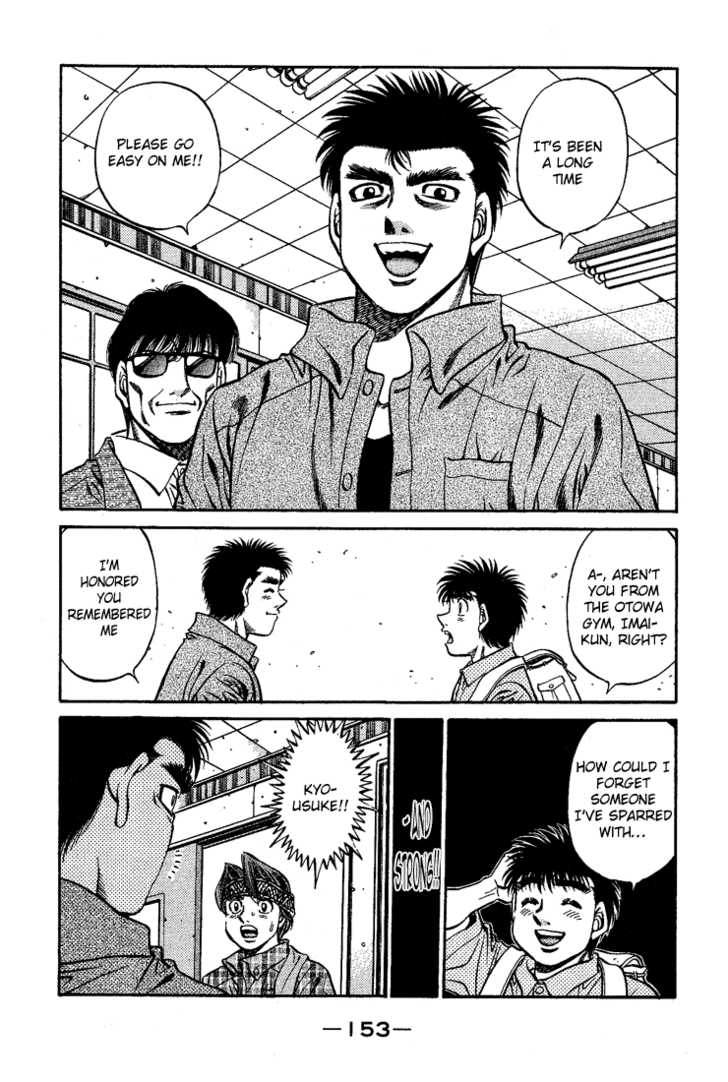 IT'S BEEN
A LONG
TIME
PLEASE GO
EASY ON ME!!
A-, AREN'T
YOU FROM
THE OTOWA
GYM, IMAI-
KUN, RIGHT?
I'M
HONORED
YOU
REMEMBERED
ME
HOW COULD I
FORGET
SOMEONE
I'VE SPARRED
WITH...
-AND
STRONG!!
KYO-
USUKE!!
—153—